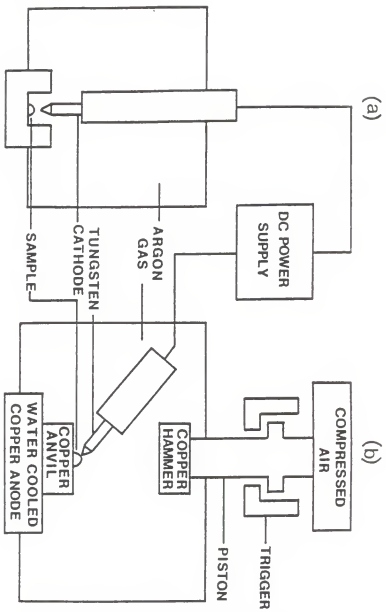 (a)
DC POWER
SUPPLY
ARGON
GAS
TUNGSTEN
CATHODE
SAMPLE
(b)
COMPRESSED
AIR
TRIGGER
PISTON
COPPER
HAMMER
COPPER
ANVIL
WATER COOLED
COPPER ANODE